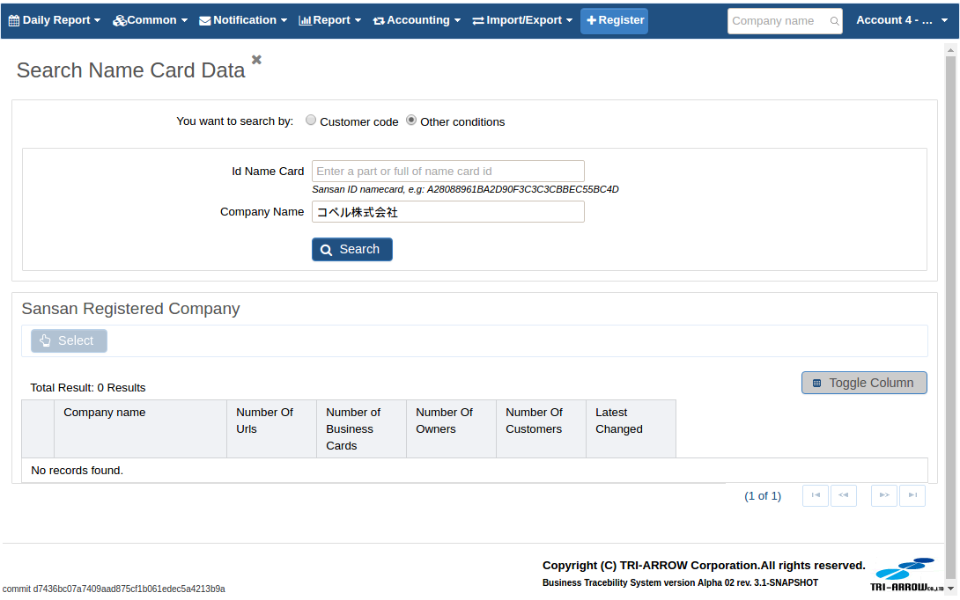 Daily Report Common Notification Report Accounting Import/Export Register Company name Account 4 - ...
Search Name Card Data
You want to search by: Customer code Other conditions
Id Name Card Enter a part or full of name card id
Sansan ID namecard, e.g: A28088961BA2D90F3C3C3CBBEC55BC4D
Company Name コベル株式会社
Search
Sansan Registered Company
Select
Total Result: 0 Results Toggle Column
Company name Number Of Number of Number Of Number Of Latest
Urls Business Owners Customers Changed
Cards
No records found.
(1 of 1)
Copyright (C) TRI-ARROW Corporation.All rights reserved.
Business Tracebility System version Alpha 02 rev. 3.1-SNAPSHOT
TRI-ARROW
commit d7436bc07a7409aad875cf1b061edec5a4213b9a